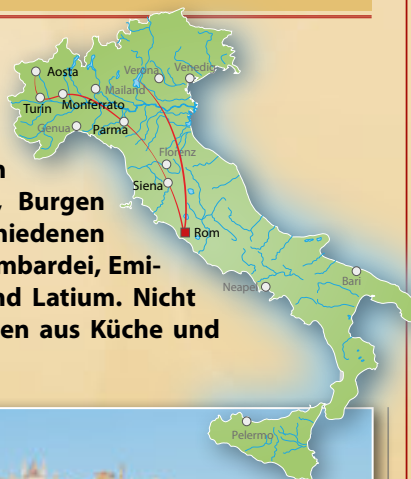 Aosta
Verona
Venedig
Mailand
Turin
Monferrato
Genua
Parma
Florenz
n
Siena
, Burgen
hiedenen
Rom
mbardei, Emi-
Neapel
Bari
nd Latium. Nicht
en aus Küche und
Pelermo